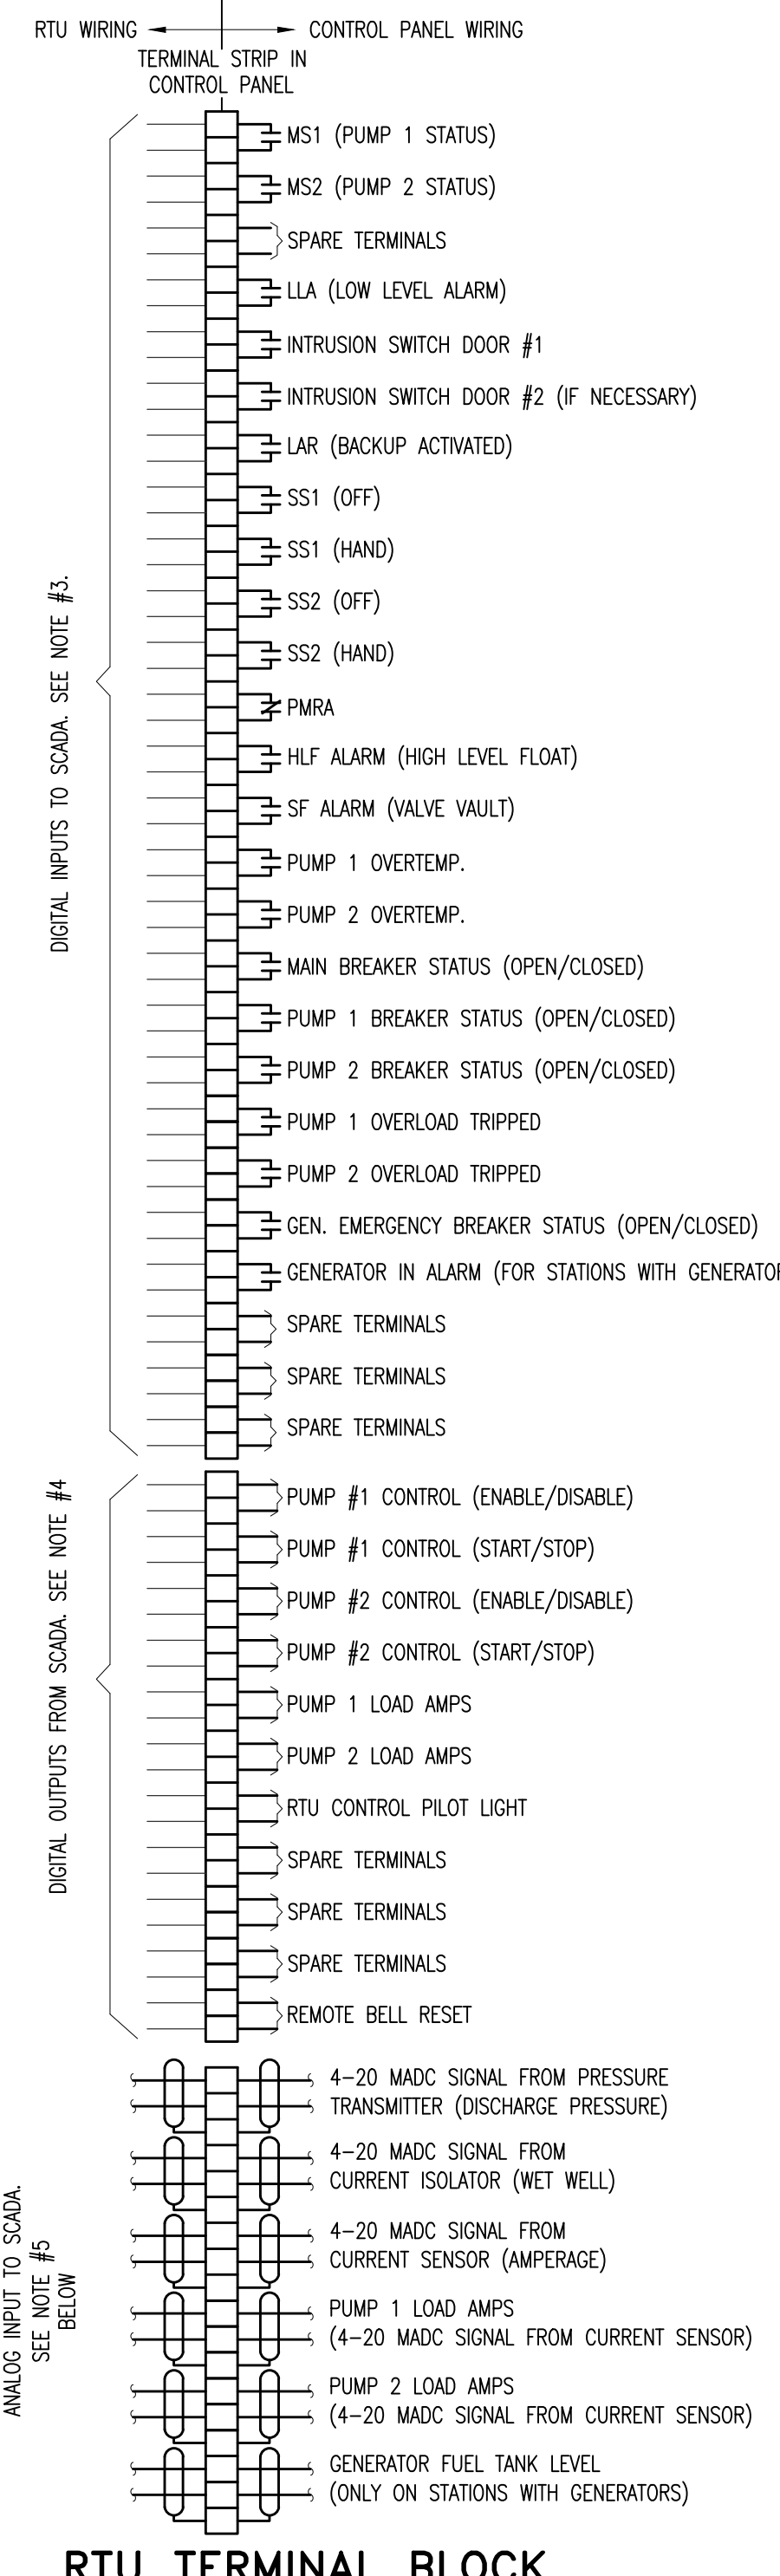 RTU WIRING
CONTROL PANEL WIRING
TERMINAL STRIP IN
CONTROL PANEL
DIGITAL INPUTS TO SCADA. SEE NOTE #3.
MS1 (PUMP 1 STATUS)
MS2 (PUMP 2 STATUS)
SPARE TERMINALS
LLA (LOW LEVEL ALARM)
INTRUSION SWITCH DOOR #1
INTRUSION SWITCH DOOR #2 (IF NECESSARY)
LAR (BACKUP ACTIVATED)
SS1 (OFF)
SS1 (HAND)
SS2 (OFF)
SS2 (HAND)
PMRA
HLF ALARM (HIGH LEVEL FLOAT)
SF ALARM (VALVE VAULT)
PUMP 1 OVERTEMP.
PUMP 2 OVERTEMP.
MAIN BREAKER STATUS (OPEN/CLOSED)
PUMP 1 BREAKER STATUS (OPEN/CLOSED)
PUMP 2 BREAKER STATUS (OPEN/CLOSED)
PUMP 1 OVERLOAD TRIPPED
PUMP 2 OVERLOAD TRIPPED
GEN. EMERGENCY BREAKER STATUS (OPEN/CLOSED)
GENERATOR IN ALARM (FOR STATIONS WITH GENERATO
SPARE TERMINALS
SPARE TERMINALS
SPARE TERMINALS
DIGITAL OUTPUTS FROM SCADA. SEE NOTE #4
PUMP #1 CONTROL (ENABLE/DISABLE)
PUMP #1 CONTROL (START/STOP)
PUMP #2 CONTROL (ENABLE/DISABLE)
PUMP #2 CONTROL (START/STOP)
PUMP 1 LOAD AMPS
PUMP 2 LOAD AMPS
RTU CONTROL PILOT LIGHT
SPARE TERMINALS
SPARE TERMINALS
SPARE TERMINALS
REMOTE BELL RESET
ANALOG INPUT TO SCADA.
SEE NOTE #5
BELOW
4-20 MADC SIGNAL FROM PRESSURE
TRANSMITTER (DISCHARGE PRESSURE)
4-20 MADC SIGNAL FROM
CURRENT ISOLATOR (WET WELL)
4-20 MADC SIGNAL FROM
CURRENT SENSOR (AMPERAGE)
PUMP 1 LOAD AMPS
(4-20 MADC SIGNAL FROM CURRENT SENSOR)
PUMP 2 LOAD AMPS
(4-20 MADC SIGNAL FROM CURRENT SENSOR)
GENERATOR FUEL TANK LEVEL
(ONLY ON STATIONS WITH GENERATORS)
RTU TERMINAL BLOCK